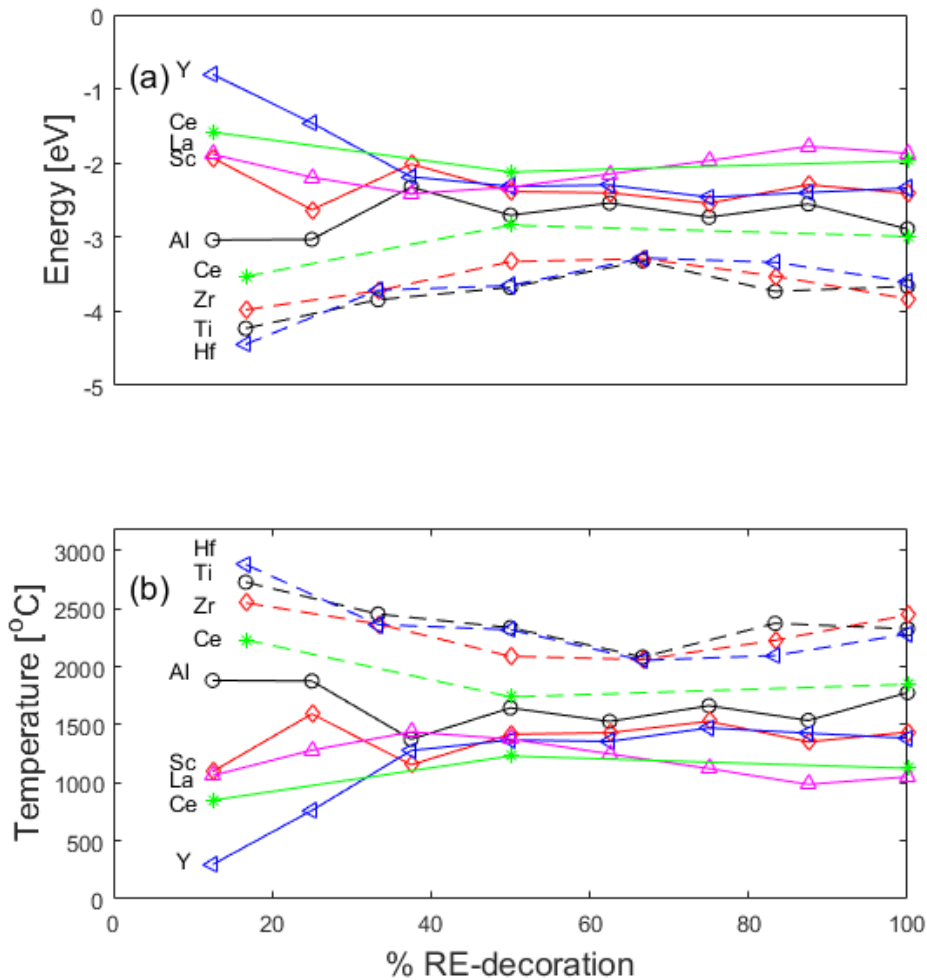 0
(a)
Y
-1
Ce
La
Sc
-2
Energy [eV]
Al
-3
Ce
Zr
-4
Ti
Hf
-5
3000
Hf
Ti
(b)
2500
Zr
Ce
2000
Al
1500
Temperature [°C]
Sc
La
1000
Ce
500
Y
0
0 20 40 60 80 100
% RE-decoration